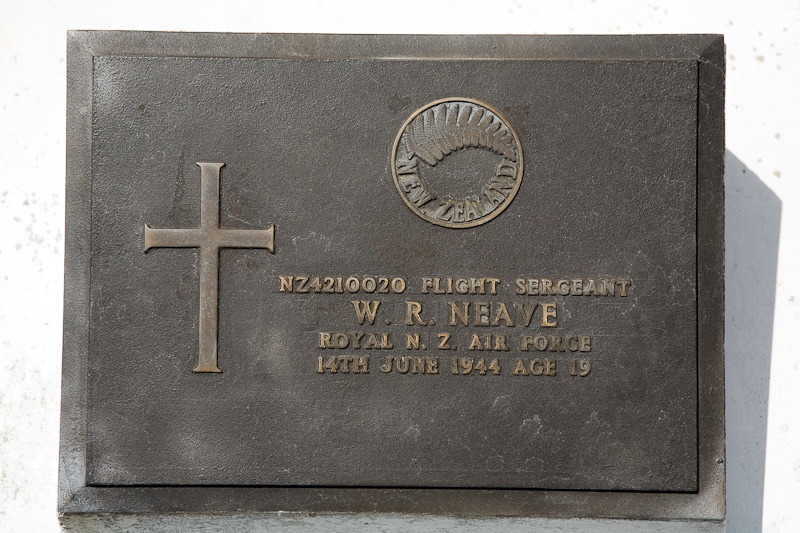 NEW ZEALAND
NZ4210020 FLIGHT SERGEANT
W. R. NEAVE
ROYAL N. Z. AIR FORCE
14TH JUNE 1944 AGE 19